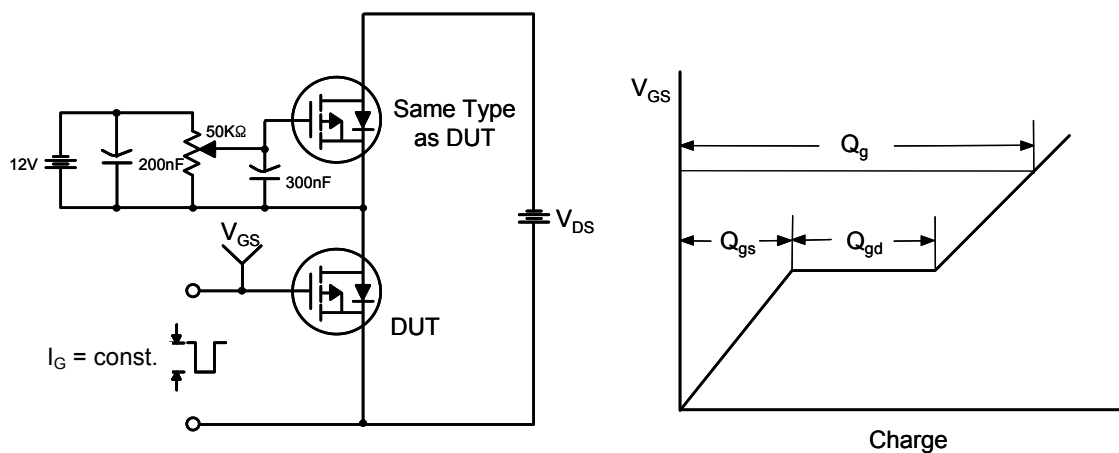 12V
200nF
50KΩ
300nF
Same Type
as DUT
V_GS
DUT
I_G = const.
V_DS
V_GS
Q_g
Q_gs
Q_gd
Charge